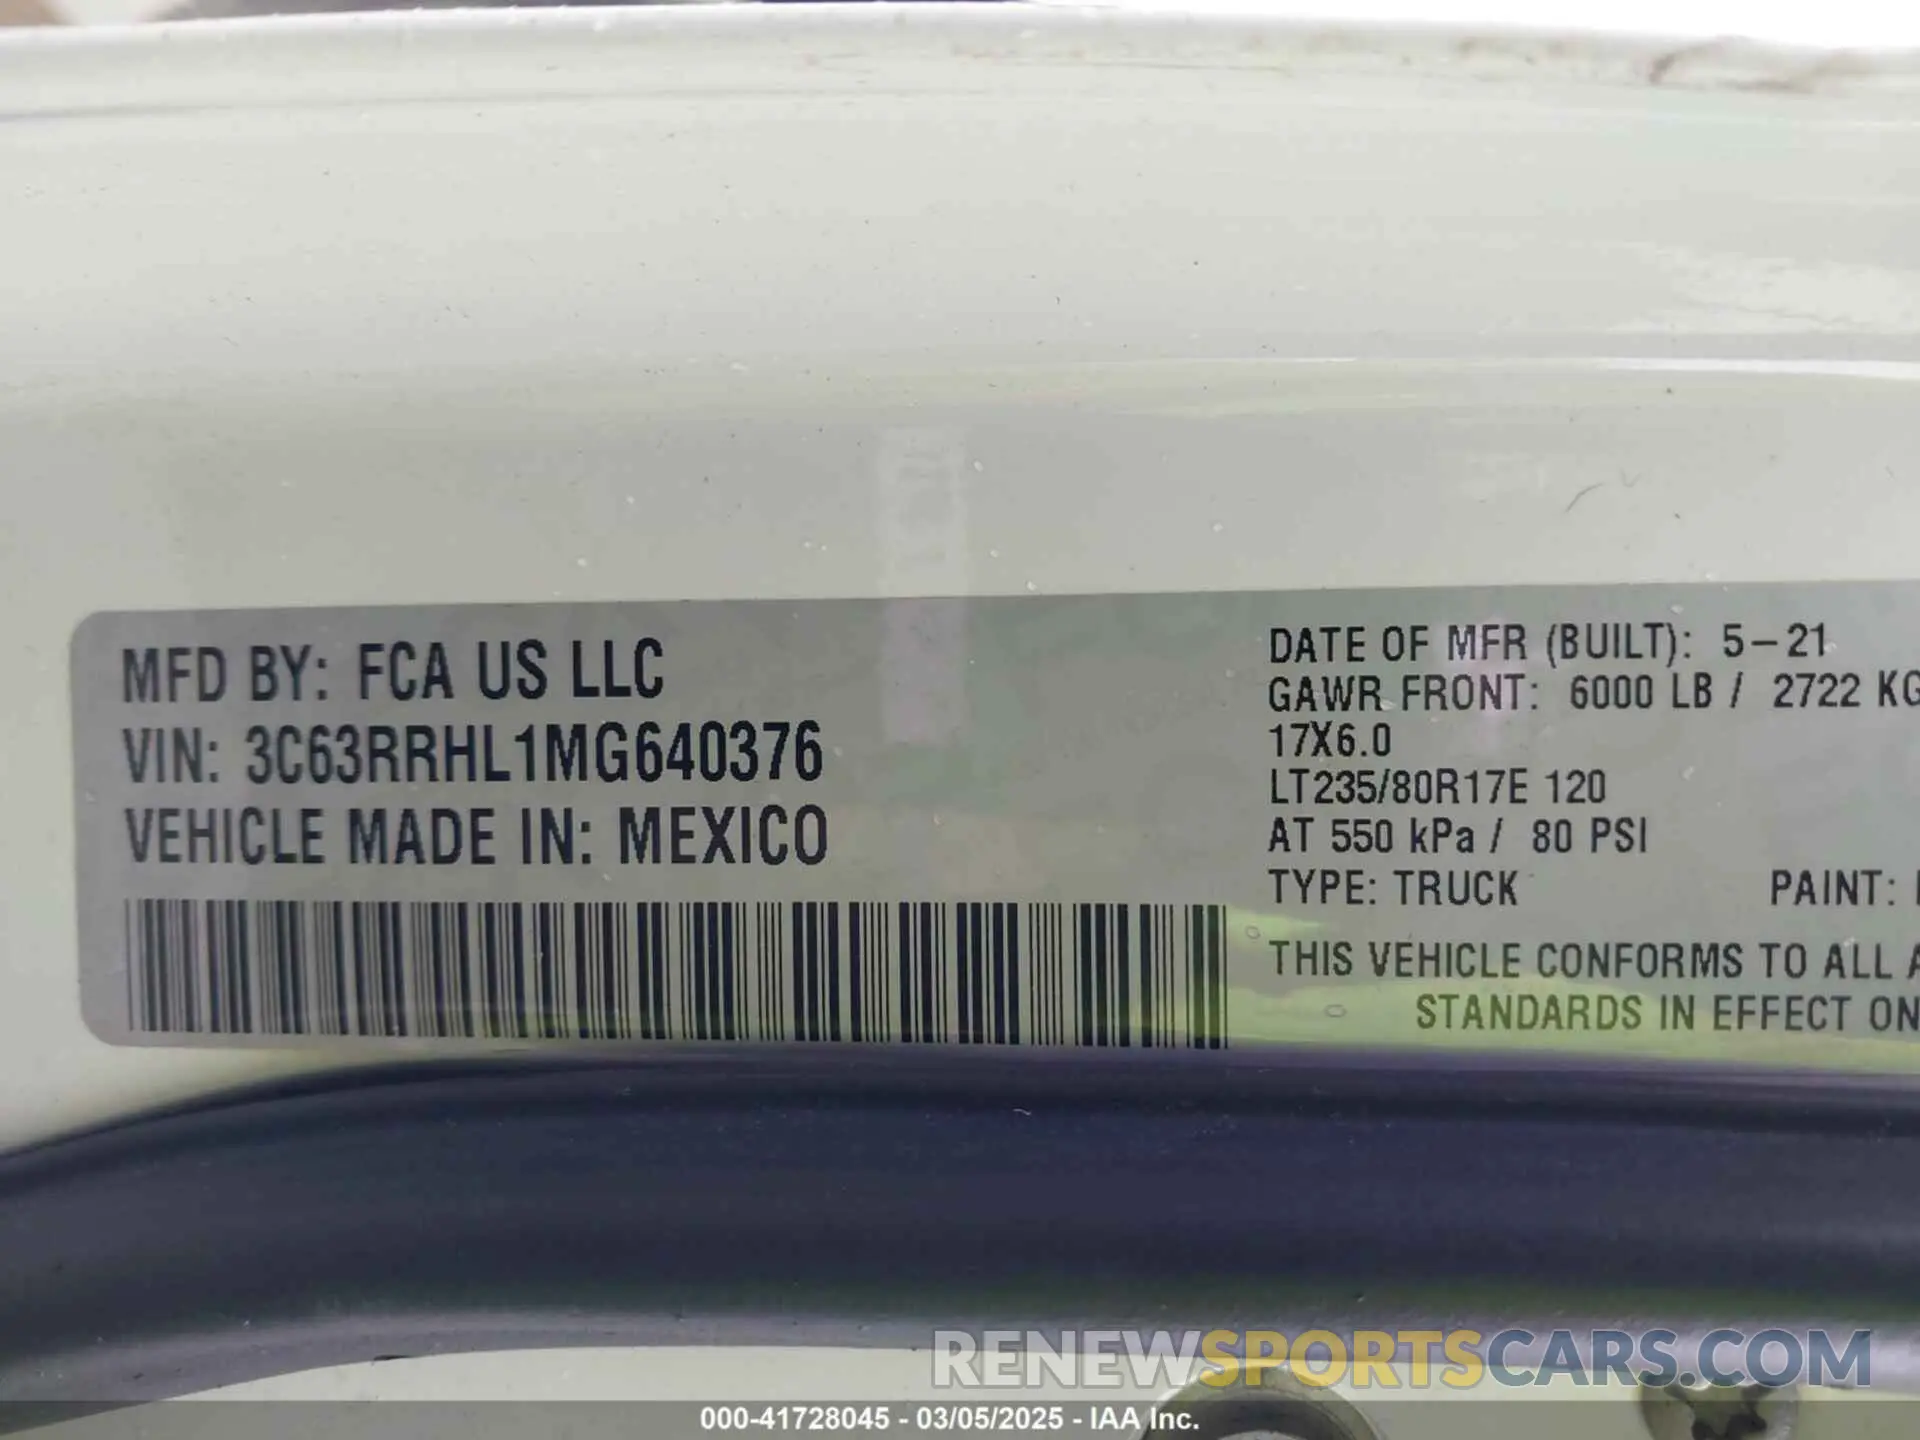 MFD BY: FCA US LLC
VIN: 3C63RRHL1MG640376
VEHICLE MADE IN: MEXICO
DATE OF MFR (BUILT): 5-21
GAWR FRONT: 6000 LB / 2722 KG
17X6.0
LT235/80R17E 120
AT 550 kPa / 80 PSI
TYPE: TRUCK PAINT:
THIS VEHICLE CONFORMS TO ALL
STANDARDS IN EFFECT ON
RENEWSPORTSCARS.COM
000-41728045 - 03/05/2025 - IAA Inc.